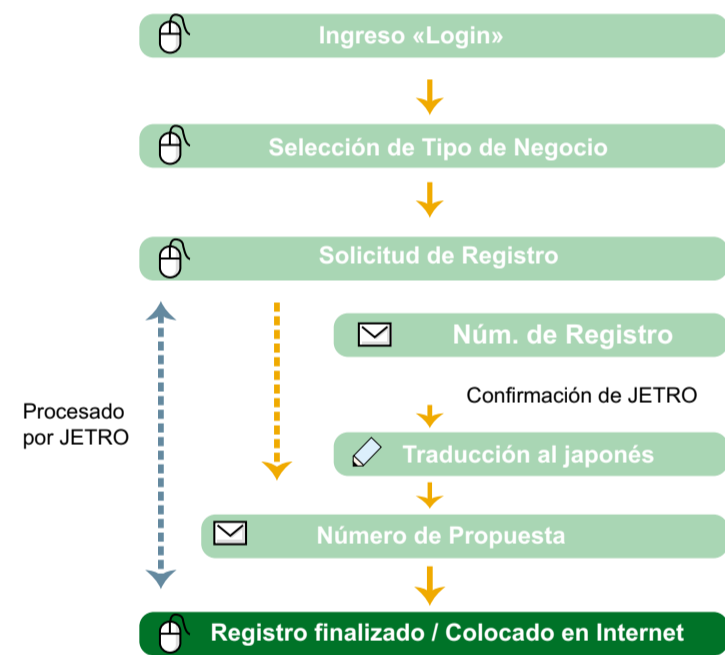 Ingreso «Login»
Selección de Tipo de Negocio
Solicitud de Registro
Núm. de Registro
Confirmación de JETRO
Procesado
por JETRO
Traducción al japonés
Número de Propuesta
Registro finalizado / Colocado en Internet